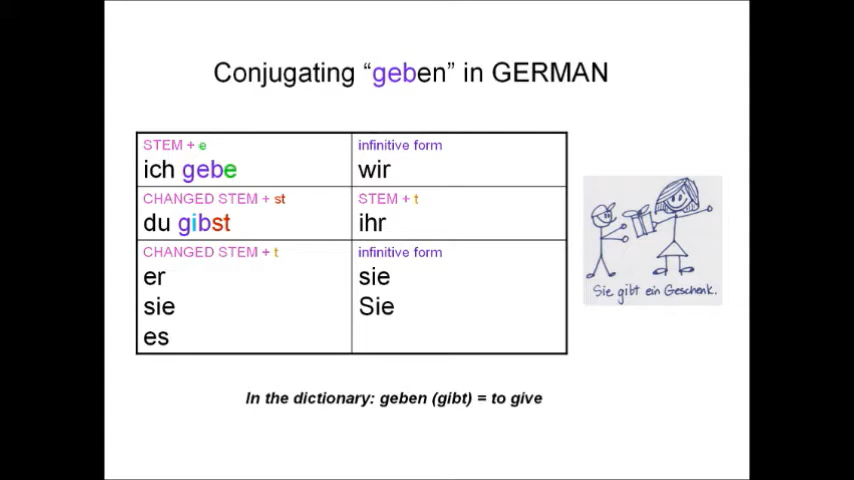 Conjugating “geben” in GERMAN
STEM + e
ich gebe
infinitive form
wir
CHANGED STEM + st
du gibst
STEM + t
ihr
CHANGED STEM + t
er
sie
es
infinitive form
sie
Sie
Sie gibt ein Geschenk.
In the dictionary: geben (gibt) = to give